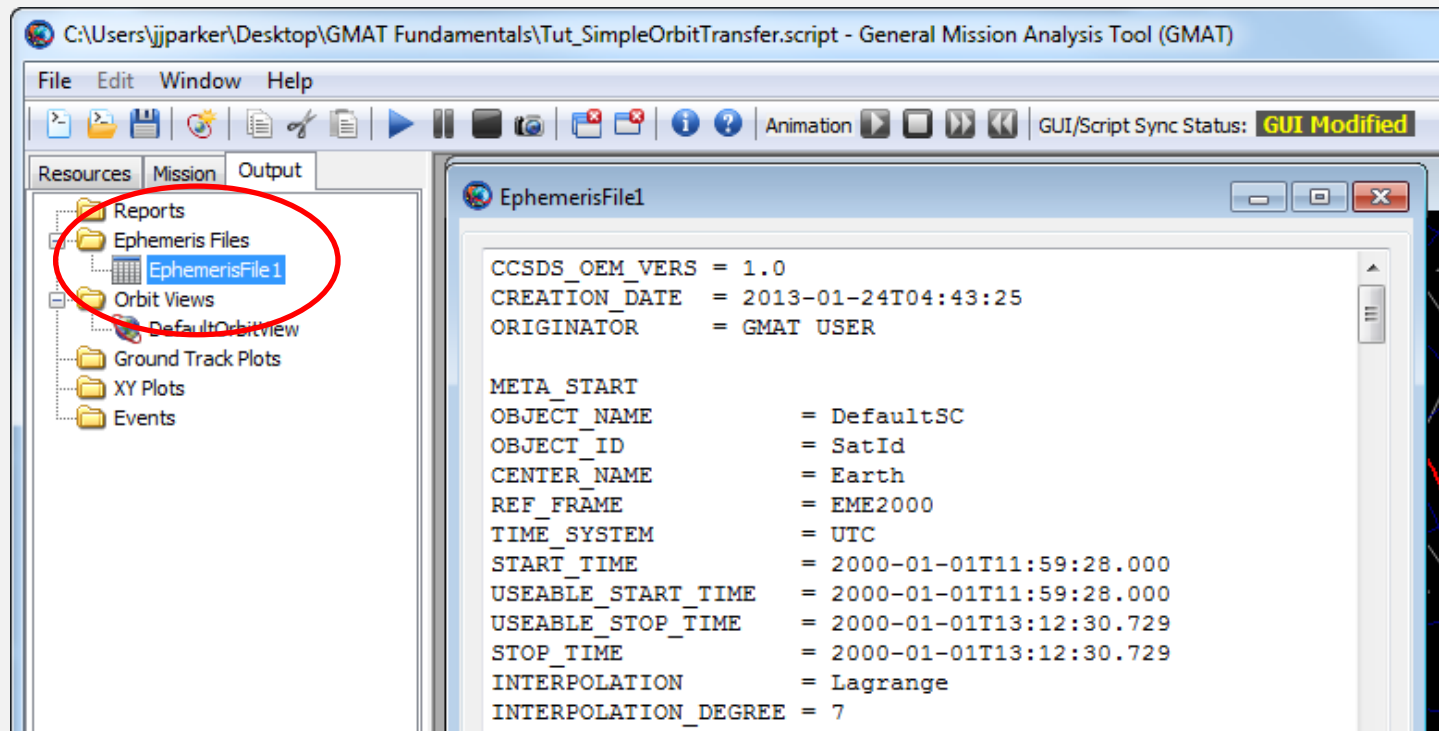 C:\Users\jjparker\Desktop\GMAT Fundamentals\Tut_SimpleOrbitTransfer.script - General Mission Analysis Tool (GMAT)
File Edit Window Help
Animation GUI/Script Sync Status: GUI Modified
Resources Mission Output
Reports
Ephemeris Files
EphemerisFile1
Orbit Views
DefaultOrbitView
Ground Track Plots
XY Plots
Events
EphemerisFile1
CCSDS_OEM_VERS = 1.0
CREATION_DATE = 2013-01-24T04:43:25
ORIGINATOR = GMAT USER
META_START
OBJECT_NAME = DefaultSC
OBJECT_ID = SatId
CENTER_NAME = Earth
REF_FRAME = EME2000
TIME_SYSTEM = UTC
START_TIME = 2000-01-01T11:59:28.000
USEABLE_START_TIME = 2000-01-01T11:59:28.000
USEABLE_STOP_TIME = 2000-01-01T13:12:30.729
STOP_TIME = 2000-01-01T13:12:30.729
INTERPOLATION = Lagrange
INTERPOLATION_DEGREE = 7